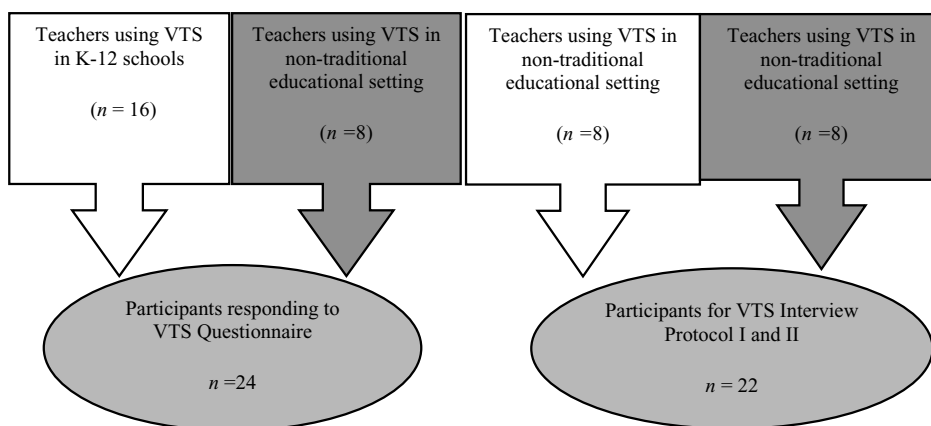 Teachers using VTS
in K-12 schools
(n = 16)
Teachers using VTS in
non-traditional
educational setting
(n =8)
Teachers using VTS in
non-traditional
educational setting
(n =8)
Teachers using VTS in
non-traditional
educational setting
(n =8)
Participants responding to
VTS Questionnaire
n =24
Participants for VTS Interview
Protocol I and II
n = 22